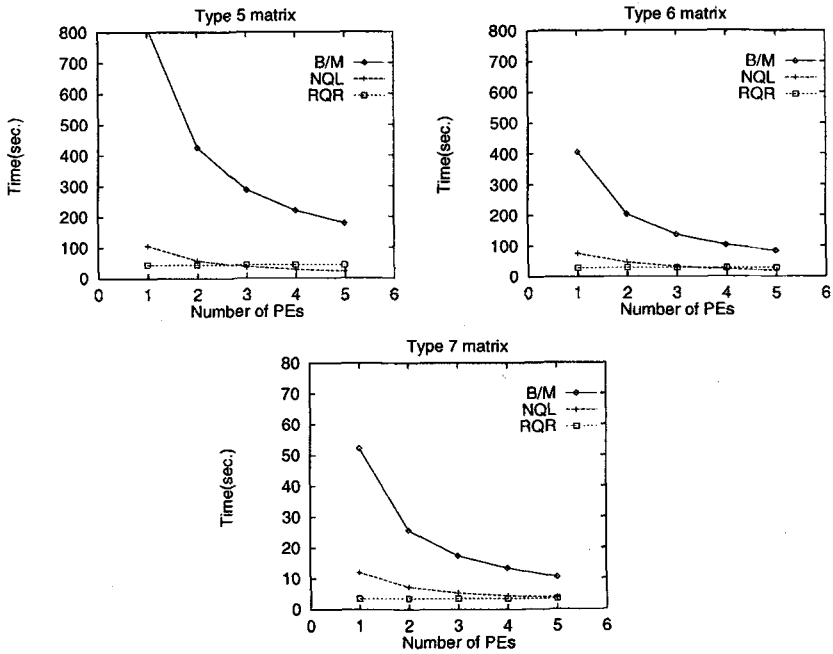 Type 5 matrix
800
700
600
500
400
300
200
100
0
Time(sec.)
B/M
NQL
RQR
0 1 2 3 4 5 6
Number of PEs
Type 6 matrix
800
700
600
500
400
300
200
100
0
Time(sec.)
B/M
NQL
RQR
0 1 2 3 4 5 6
Number of PEs
Type 7 matrix
80
70
60
50
40
30
20
10
0
Time(sec.)
B/M
NQL
RQR
0 1 2 3 4 5 6
Number of PEs